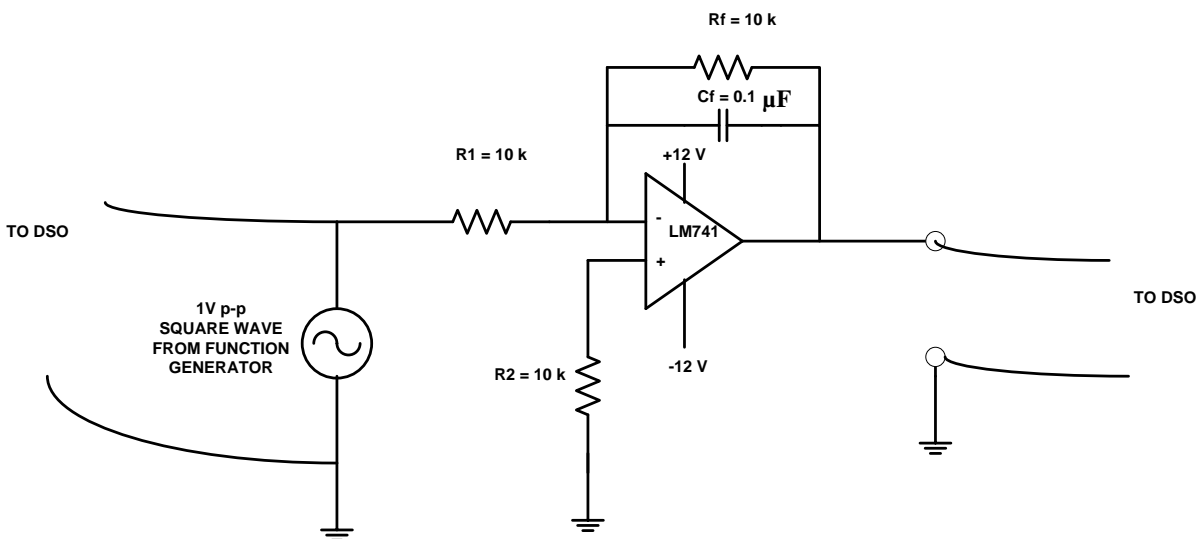 Rf = 10 k
Cf = 0.1 µF
R1 = 10 k
+12 V
TO DSO
-
LM741
+
TO DSO
1V p-p
SQUARE WAVE
FROM FUNCTION
GENERATOR
-12 V
R2 = 10 k